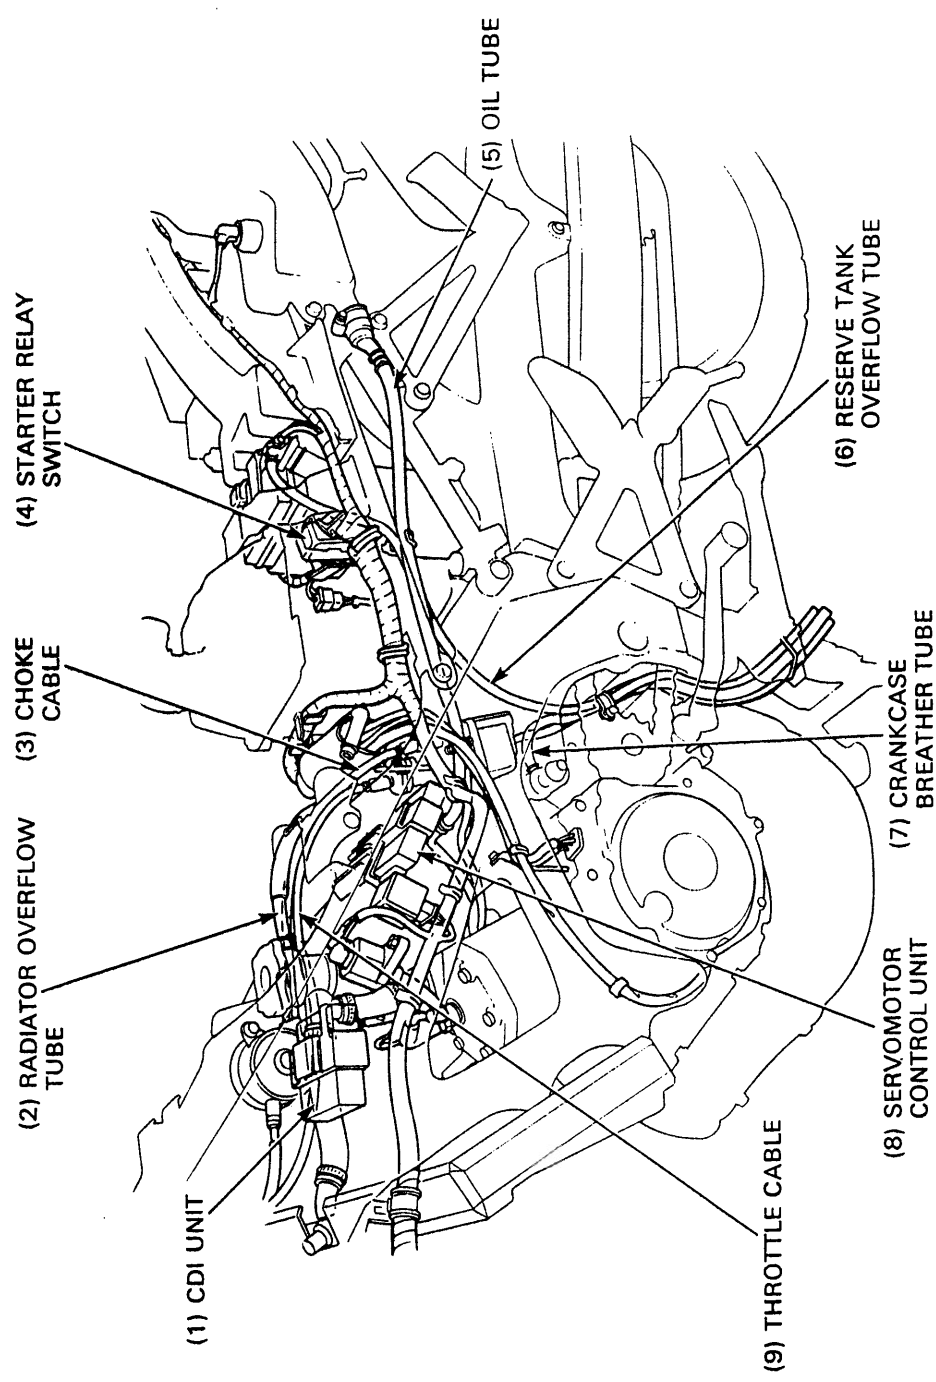 (1) CDI UNIT
(2) RADIATOR OVERFLOW
TUBE
(3) CHOKE
CABLE
(4) STARTER RELAY
SWITCH
(5) OIL TUBE
(6) RESERVE TANK
OVERFLOW TUBE
(7) CRANKCASE
BREATHER TUBE
(8) SERVOMOTOR
CONTROL UNIT
(9) THROTTLE CABLE